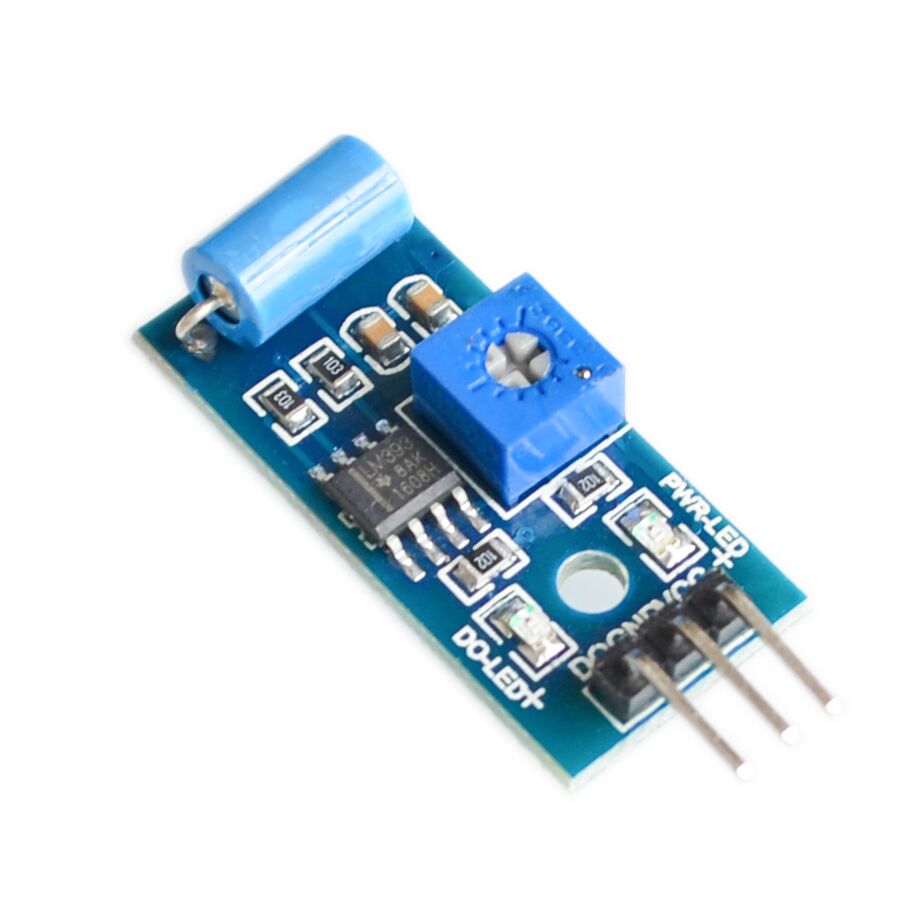 103
103
LM393
8AK
1608H
102
PWR-LED
+
102
DO-LED+
DO GND VCC